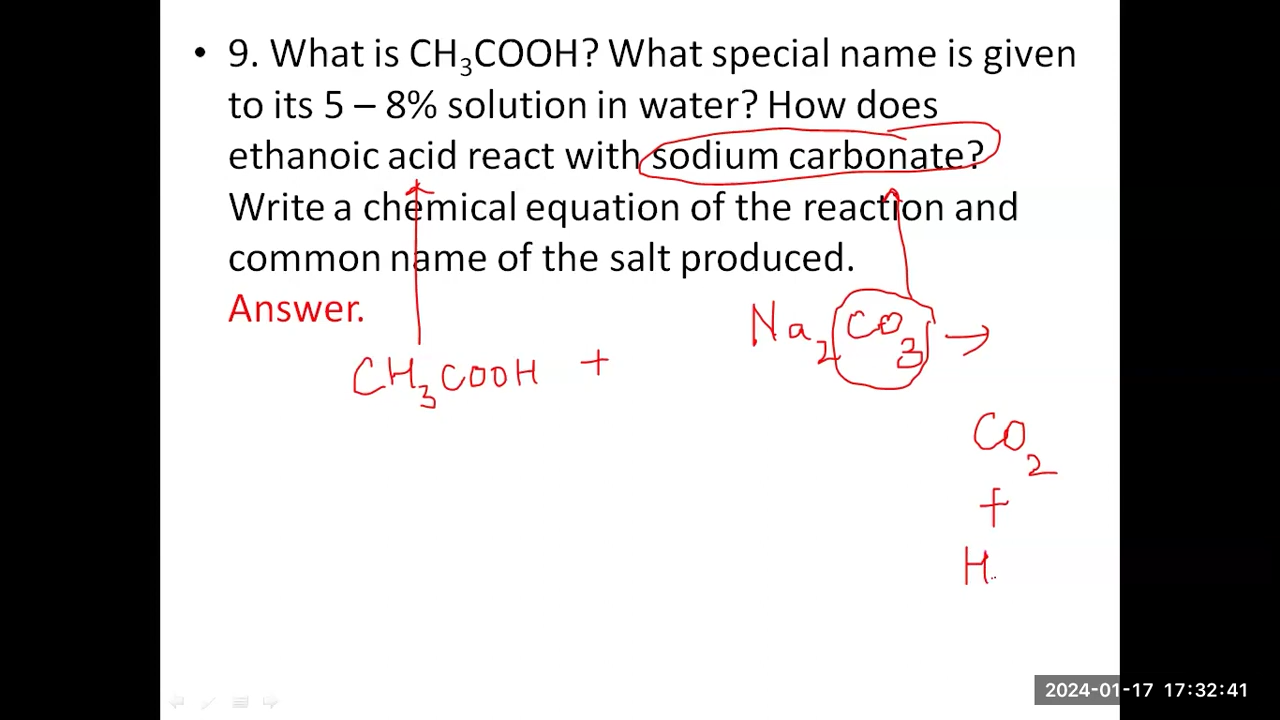 • 9. What is CH₃COOH? What special name is given
to its 5 – 8% solution in water? How does
ethanoic acid react with sodium carbonate?
Write a chemical equation of the reaction and
common name of the salt produced.
Answer.
CH₃COOH + Na₂CO₃ →
CO₂
+
H
2024-01-17 17:32:41